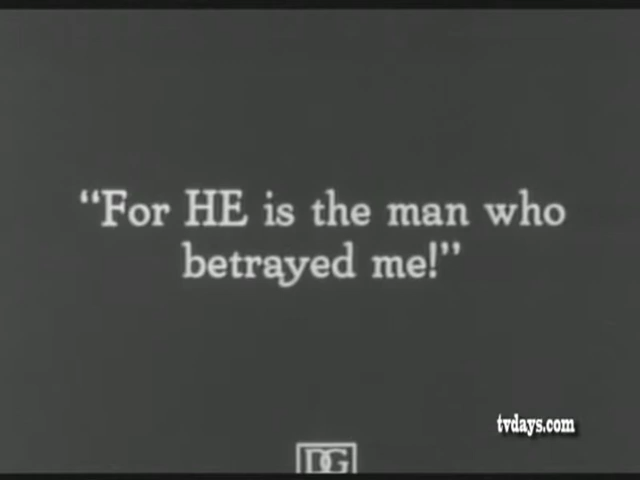 “For HE is the man who
betrayed me!”
tvdays.com
DG